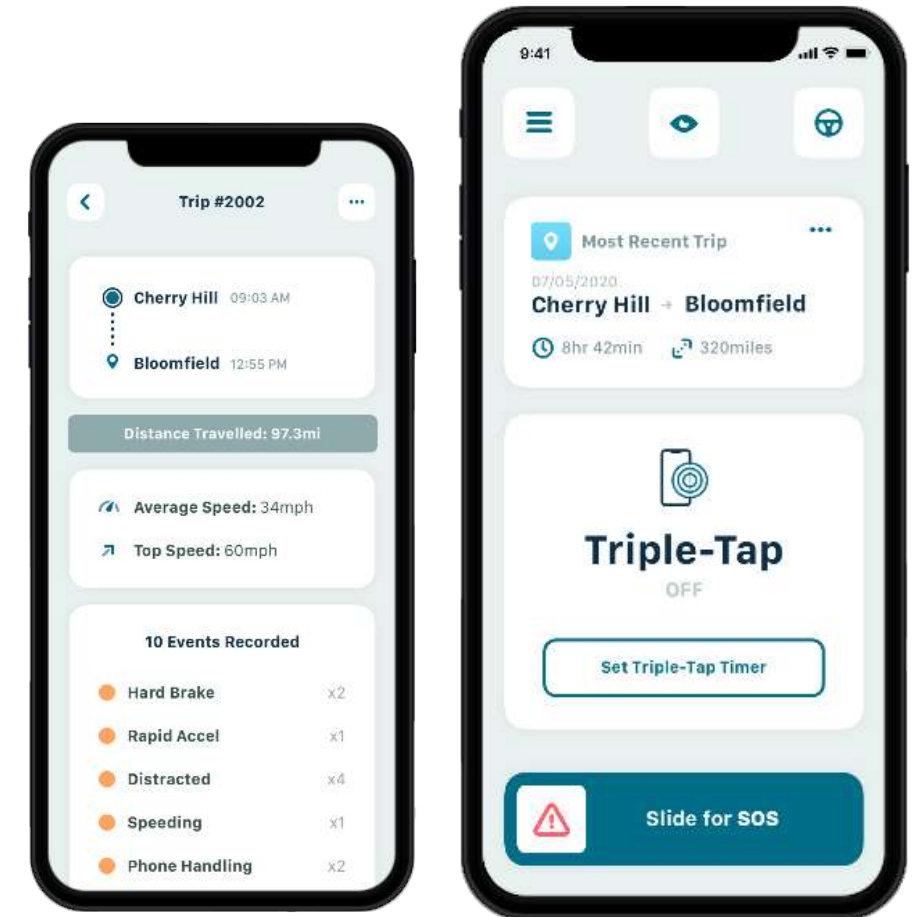 Trip #2002
Cherry Hill 09:03 AM
Bloomfield 12:55 PM
Distance Travelled: 97.3mi
Average Speed: 34mph
Top Speed: 60mph
10 Events Recorded
Hard Brake x2
Rapid Accel x1
Distracted x4
Speeding x1
Phone Handling x2
9:41
Most Recent Trip
07/05/2020
Cherry Hill → Bloomfield
8hr 42min 320miles
Triple-Tap
OFF
Set Triple-Tap Timer
Slide for SOS